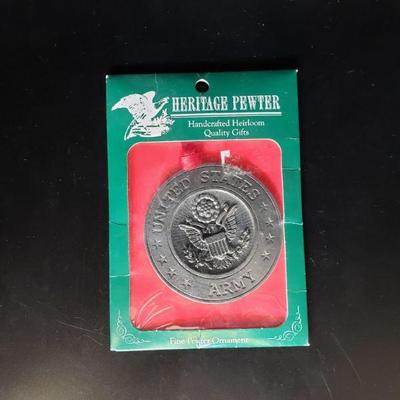 HERITAGE PEWTER
Handcrafted Heirloom
Quality Gifts
UNITED STATES
ARMY
Fine Pewter Ornament